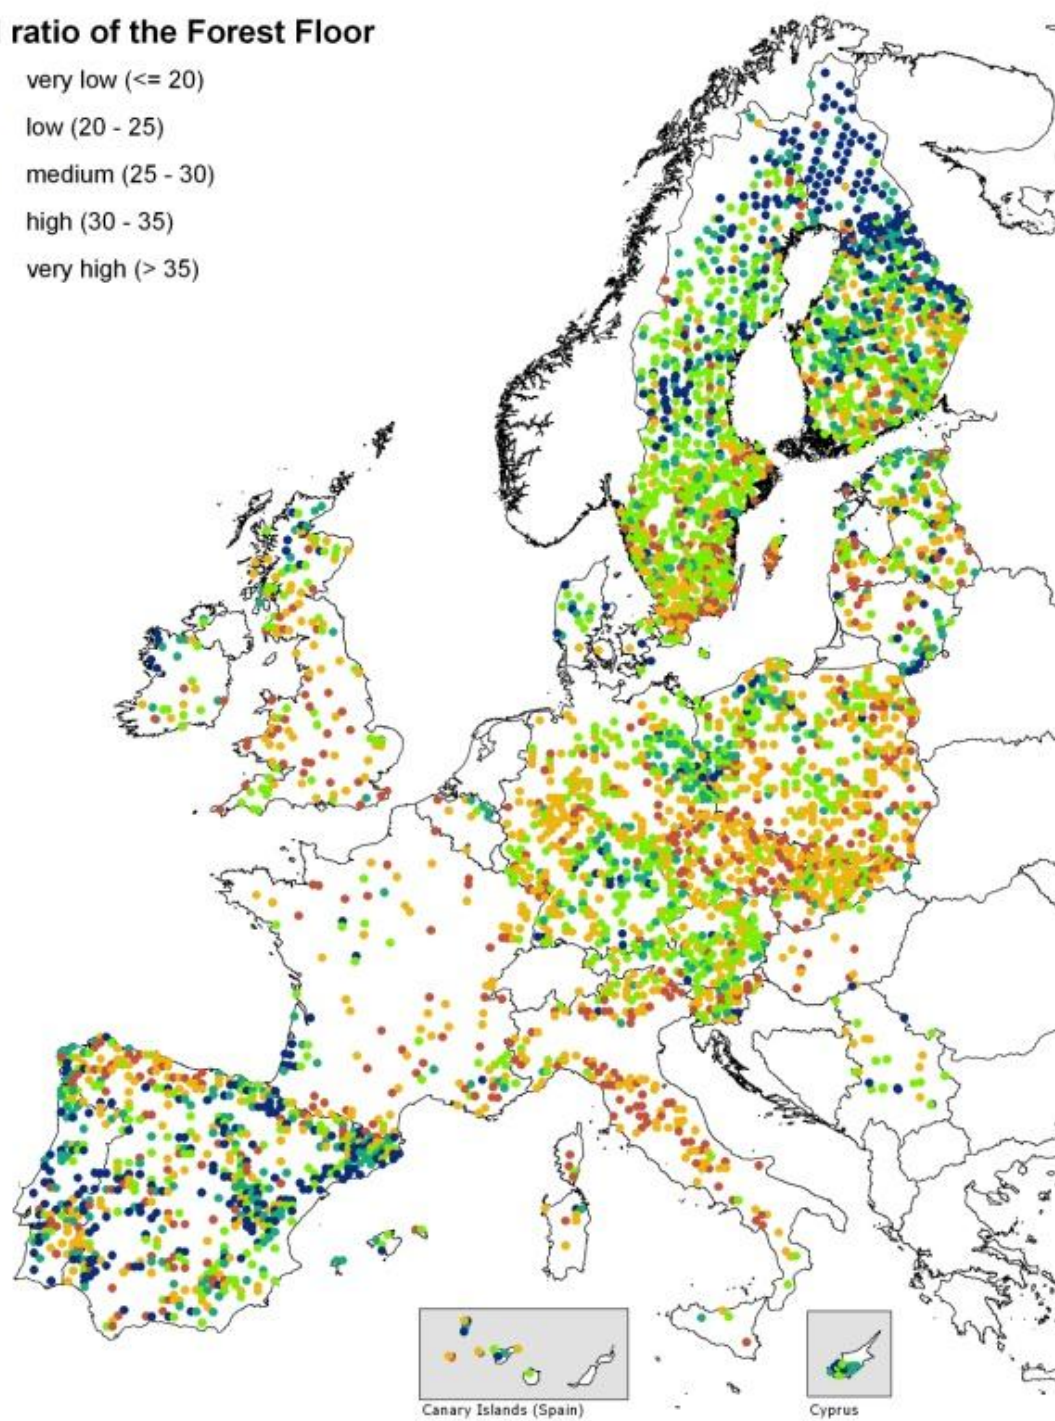 ratio of the Forest Floor
very low (<= 20)
low (20 - 25)
medium (25 - 30)
high (30 - 35)
very high (> 35)
Canary Islands (Spain)
Cyprus